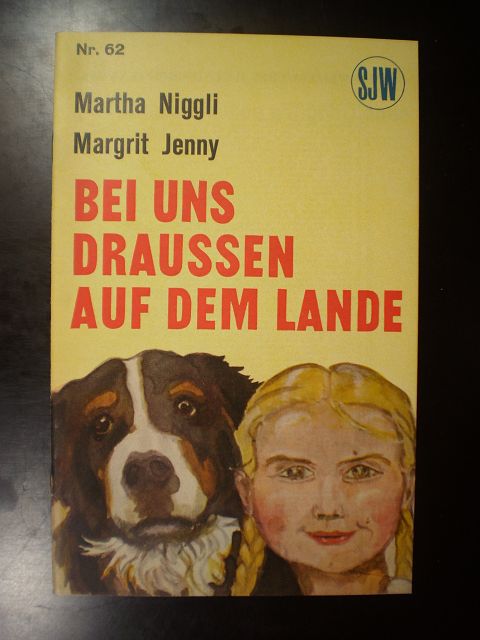 Nr. 62
SJW
Martha Niggli
Margrit Jenny
BEI UNS
DRAUSSEN
AUF DEM LANDE